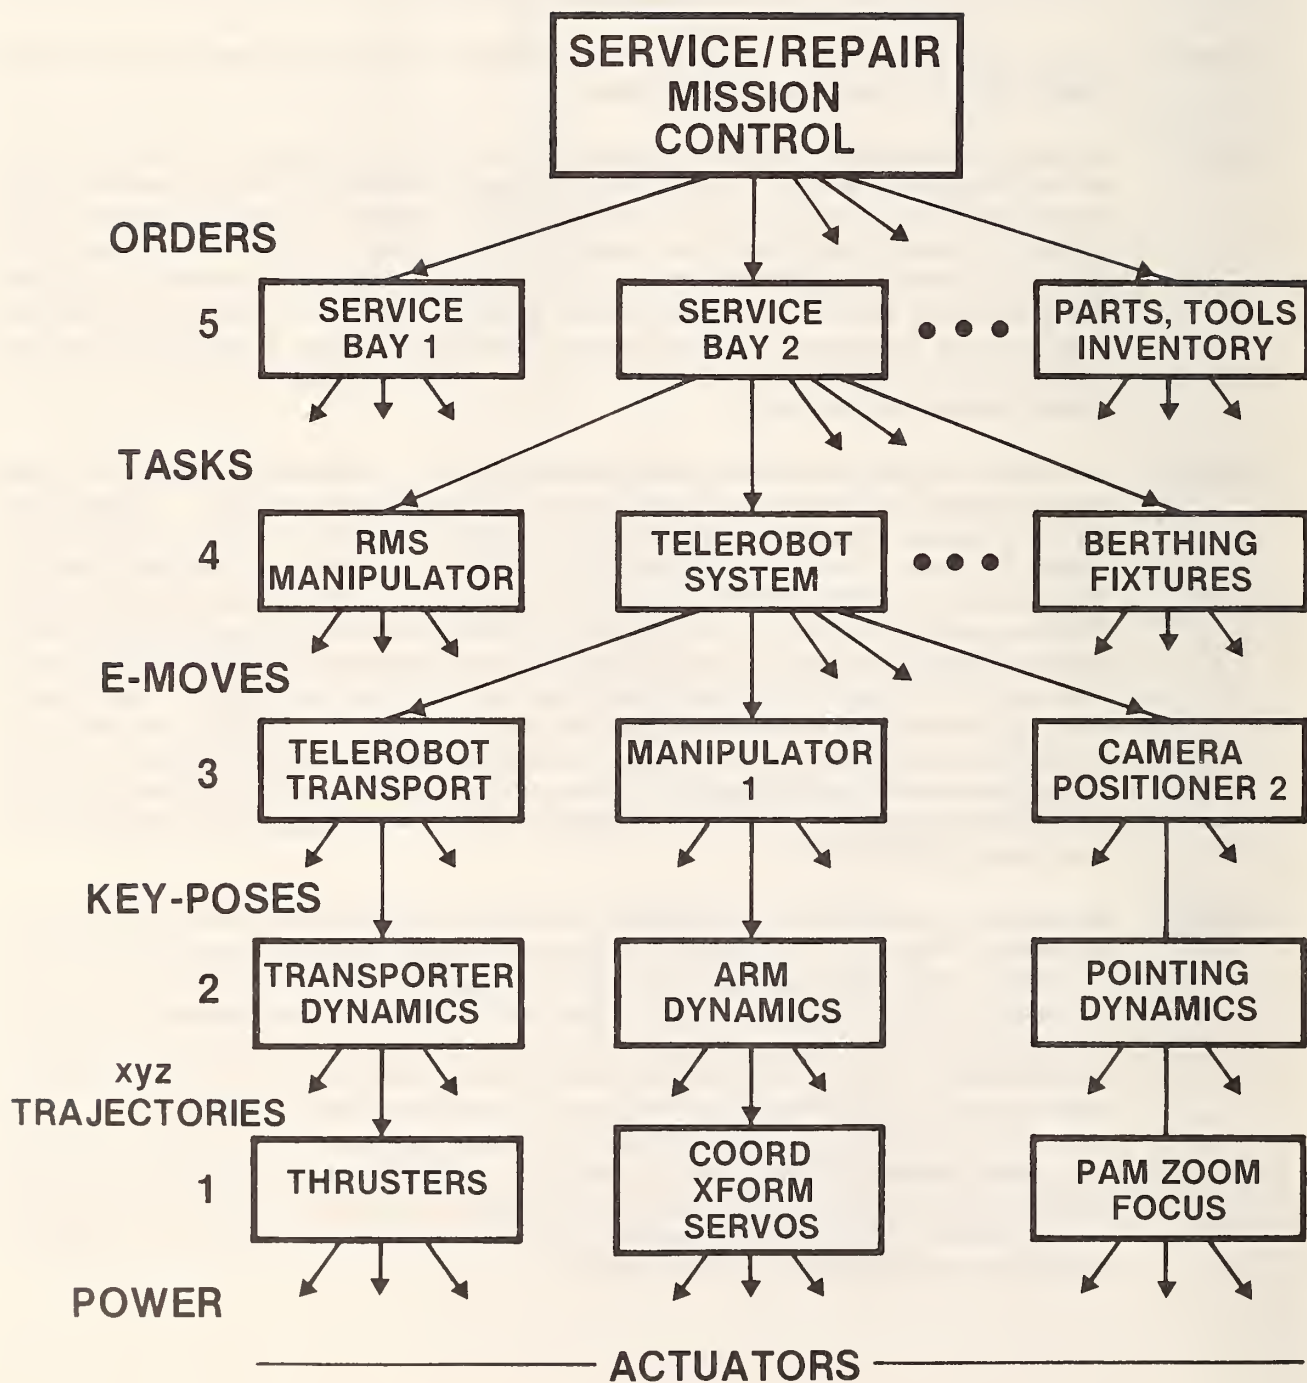 SERVICE/REPAIR
MISSION
CONTROL
ORDERS
5
SERVICE
BAY 1
SERVICE
BAY 2
PARTS, TOOLS
INVENTORY
TASKS
4
RMS
MANIPULATOR
TELEROBOT
SYSTEM
BERTHING
FIXTURES
E-MOVES
3
TELEROBOT
TRANSPORT
MANIPULATOR
1
CAMERA
POSITIONER 2
KEY-POSES
2
TRANSPORTER
DYNAMICS
ARM
DYNAMICS
POINTING
DYNAMICS
xyz
TRAJECTORIES
1
THRUSTERS
COORD
XFORM
SERVOS
PAM ZOOM
FOCUS
POWER
ACTUATORS